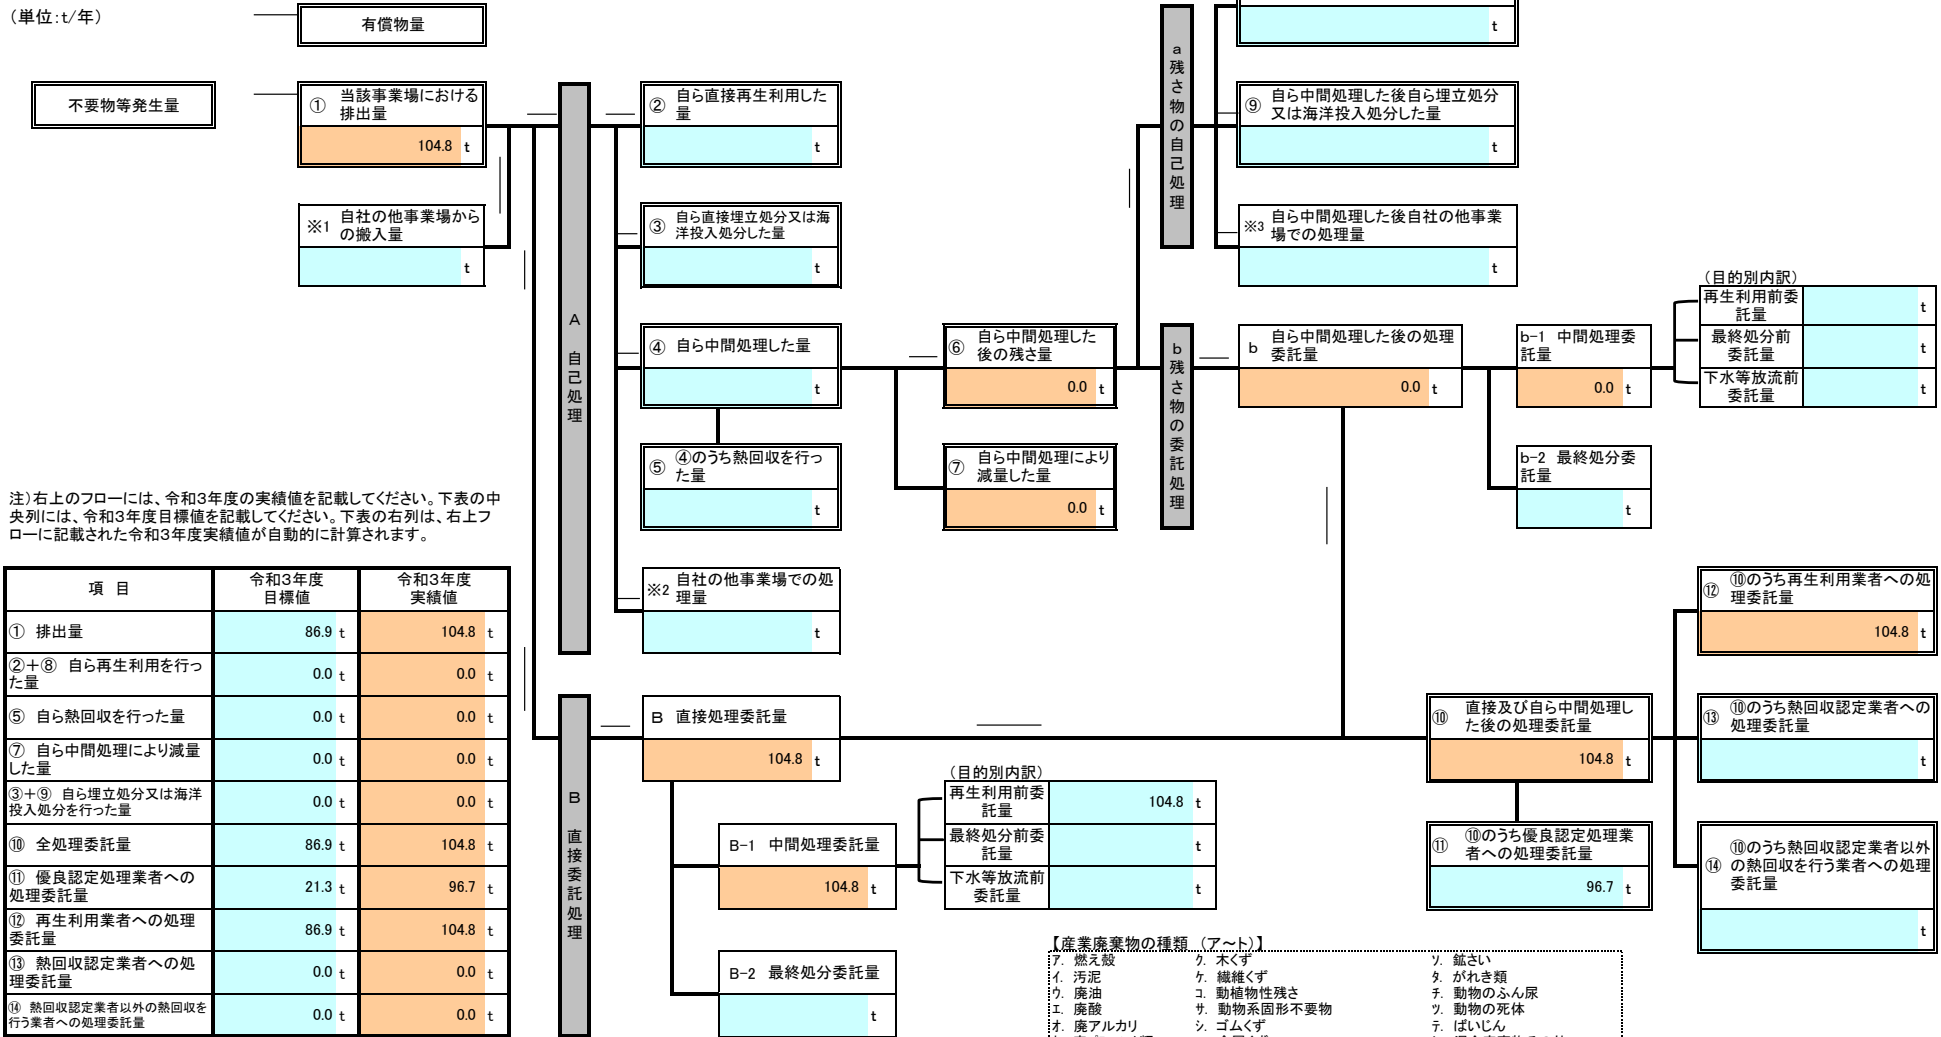 (単位:t/年)
有償物量
t
不要物等発生量
① 当該事業場における
排出量
104.8 t
※1 自社の他事業場から
の搬入量
t
A 自己処理
② 自ら直接再生利用した
量
t
③ 自ら直接埋立処分又は海
洋投入処分した量
t
④ 自ら中間処理した量
t
⑤ ④のうち熱回収を行っ
た量
t
※2 自社の他事業場での処
理量
t
⑥ 自ら中間処理した
後の残さ量
0.0 t
⑦ 自ら中間処理により
減量した量
0.0 t
a 残さ物の自己処理
⑨ 自ら中間処理した後自ら埋立処分
又は海洋投入処分した量
t
※3 自ら中間処理した後自社の他事業
場での処理量
t
b 残さ物の委託処理
b 自ら中間処理した後の処理
委託量
0.0 t
b-1 中間処理委
託量
0.0 t
b-2 最終処分委
託量
t
(目的別内訳)
再生利用前委
託量
t
最終処分前
委託量
t
下水等放流前
委託量
t
注)右上のフローには、令和3年度の実績値を記載してください。下表の中
央列には、令和3年度目標値を記載してください。下表の右列は、右上フ
ローに記載された令和3年度実績値が自動的に計算されます。
項 目 令和3年度 目標値 令和3年度 実績値
① 排出量 86.9 t 104.8 t
②+⑧ 自ら再生利用を行っ
た量 0.0 t 0.0 t
⑤ 自ら熱回収を行った量 0.0 t 0.0 t
⑦ 自ら中間処理により減量
した量 0.0 t 0.0 t
③+⑨ 自ら埋立処分又は海洋
投入処分を行った量 0.0 t 0.0 t
⑩ 全処理委託量 86.9 t 104.8 t
⑪ 優良認定処理業者への
処理委託量 21.3 t 96.7 t
⑫ 再生利用業者への処理
委託量 86.9 t 104.8 t
⑬ 熱回収認定業者への処
理委託量 0.0 t 0.0 t
⑭ 熱回収認定業者以外の熱回収を
行う業者への処理委託量 0.0 t 0.0 t
B 直接委託処理
B 直接処理委託量
104.8 t
B-1 中間処理委託量
104.8 t
B-2 最終処分委託量
t
(目的別内訳)
再生利用前委
託量
104.8 t
最終処分前委
託量
t
下水等放流前
委託量
t
⑩ 直接及び自ら中間処理し
た後の処理委託量
104.8 t
⑪ ⑩のうち優良認定処理業
者への処理委託量
96.7 t
⑫ ⑩のうち再生利用業者への処
理委託量
104.8 t
⑬ ⑩のうち熱回収認定業者への
処理委託量
t
⑭ ⑩のうち熱回収認定業者以外
の熱回収を行う業者への処理
委託量
t
【産業廃棄物の種類 (ア~ト)】
ア. 燃え殻 ク. 木くず ソ. 鉱さい
イ. 汚泥 ケ. 繊維くず タ. がれき類
ウ. 廃油 コ. 動植物性残さ チ. 動物のふん尿
エ. 廃酸 サ. 動物系固形不要物 ツ. 動物の死体
オ. 廃アルカリ シ. ゴムくず テ. ばいじん